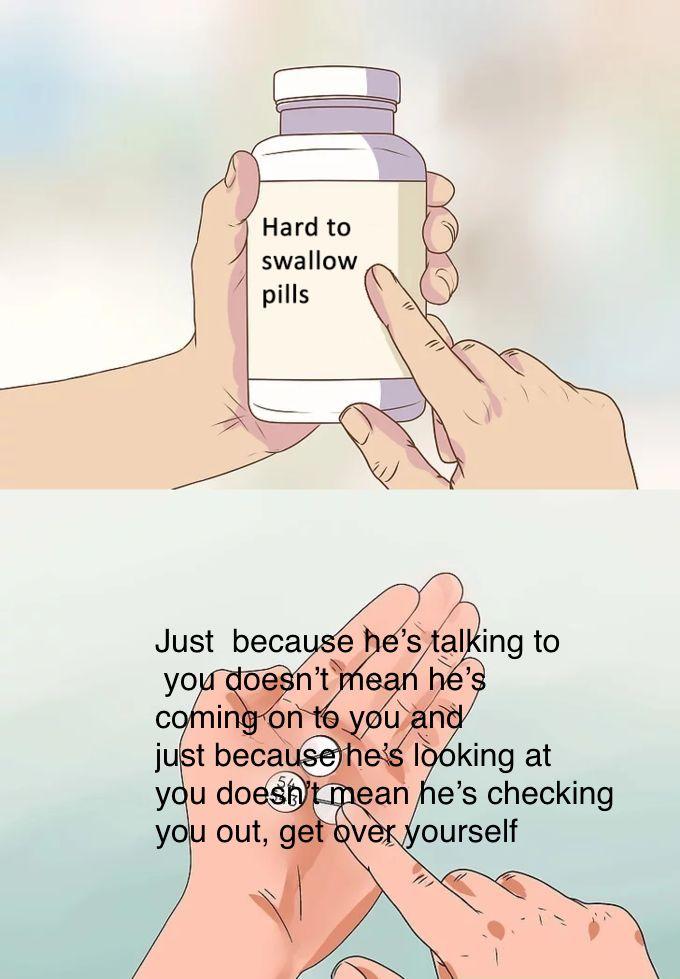 Hard to
swallow
pills
Just because he's talking to
you doesn't mean he's
coming on to you and
just because he's looking at
you doesn't mean he's checking
you out, get over yourself
54